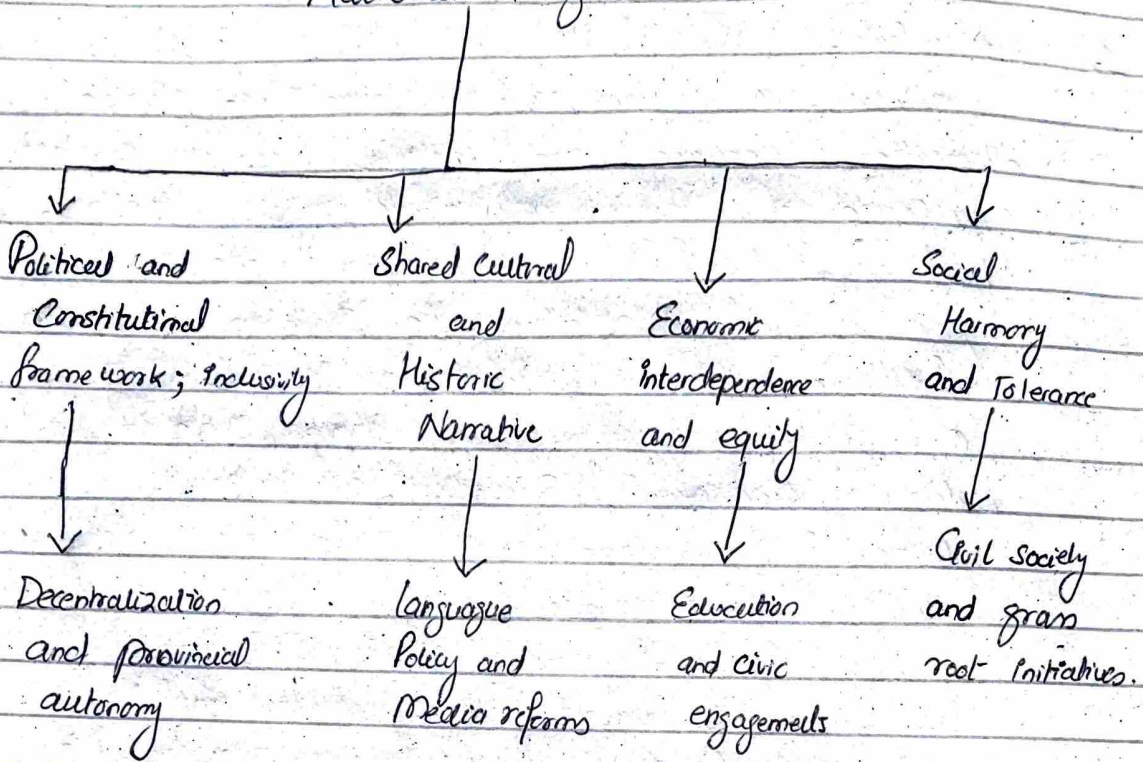 Political and
Constitutional
framework; inclusivity
Shared Cultural
and
Historic
Narrative
Economic
interdependence
and equity
Social
Harmony
and Tolerance
Decentralization
and provincial
autonomy
languague
Policy and
Media reforms
Education
and civic
engagements
Civil society
and grass
root initiatives.